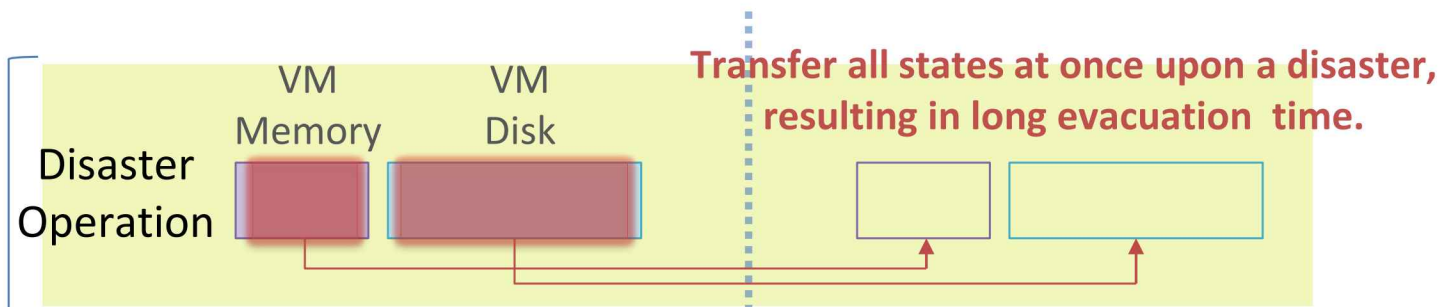 Transfer all states at once upon a disaster,
resulting in long evacuation time.
VM
Memory
VM
Disk
Disaster
Operation